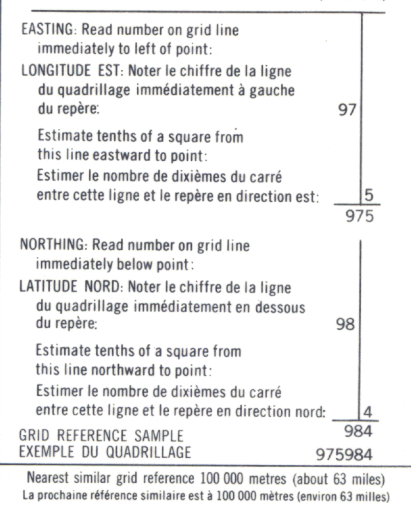 EASTING: Read number on grid line
immediately to left of point:
LONGITUDE EST: Noter le chiffre de la ligne
du quadrillage immédiatement à gauche
du repère: 97
Estimate tenths of a square from
this line eastward to point:
Estimer le nombre de dixièmes du carré
entre cette ligne et le repère en direction est: 5
975
NORTHING: Read number on grid line
immediately below point:
LATITUDE NORD: Noter le chiffre de la ligne
du quadrillage immédiatement en dessous
du repère: 98
Estimate tenths of a square from
this line northward to point:
Estimer le nombre de dixièmes du carré
entre cette ligne et le repère en direction nord: 4
GRID REFERENCE SAMPLE 984
EXEMPLE DU QUADRILLAGE 975984
Nearest similar grid reference 100 000 metres (about 63 miles)
La prochaine référence similaire est à 100 000 mètres (environ 63 milles)